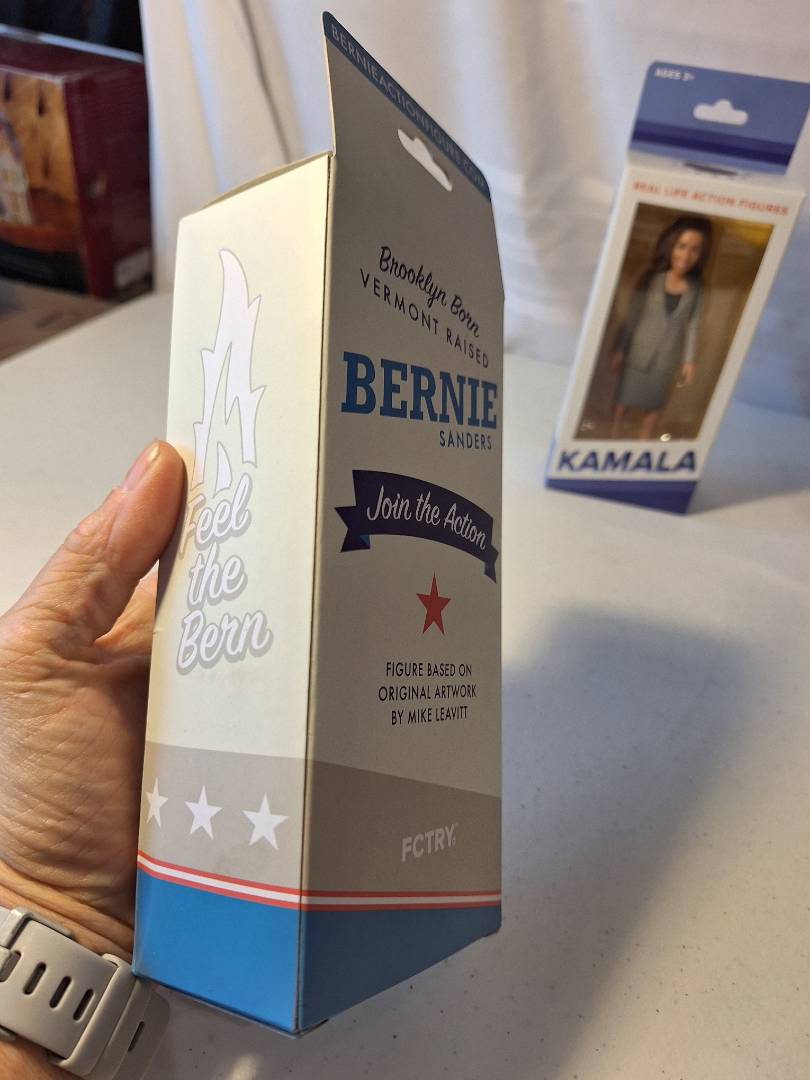 BERNIEACTIONFIGURE.COM
Brooklyn Born
VERMONT RAISED
BERNIE
SANDERS
Join the Action
FIGURE BASED ON
ORIGINAL ARTWORK
BY MIKE LEAVITT
FCTRY
Feel
the
Bern
AGES 3+
REAL LIFE ACTION FIGURES
KAMALA